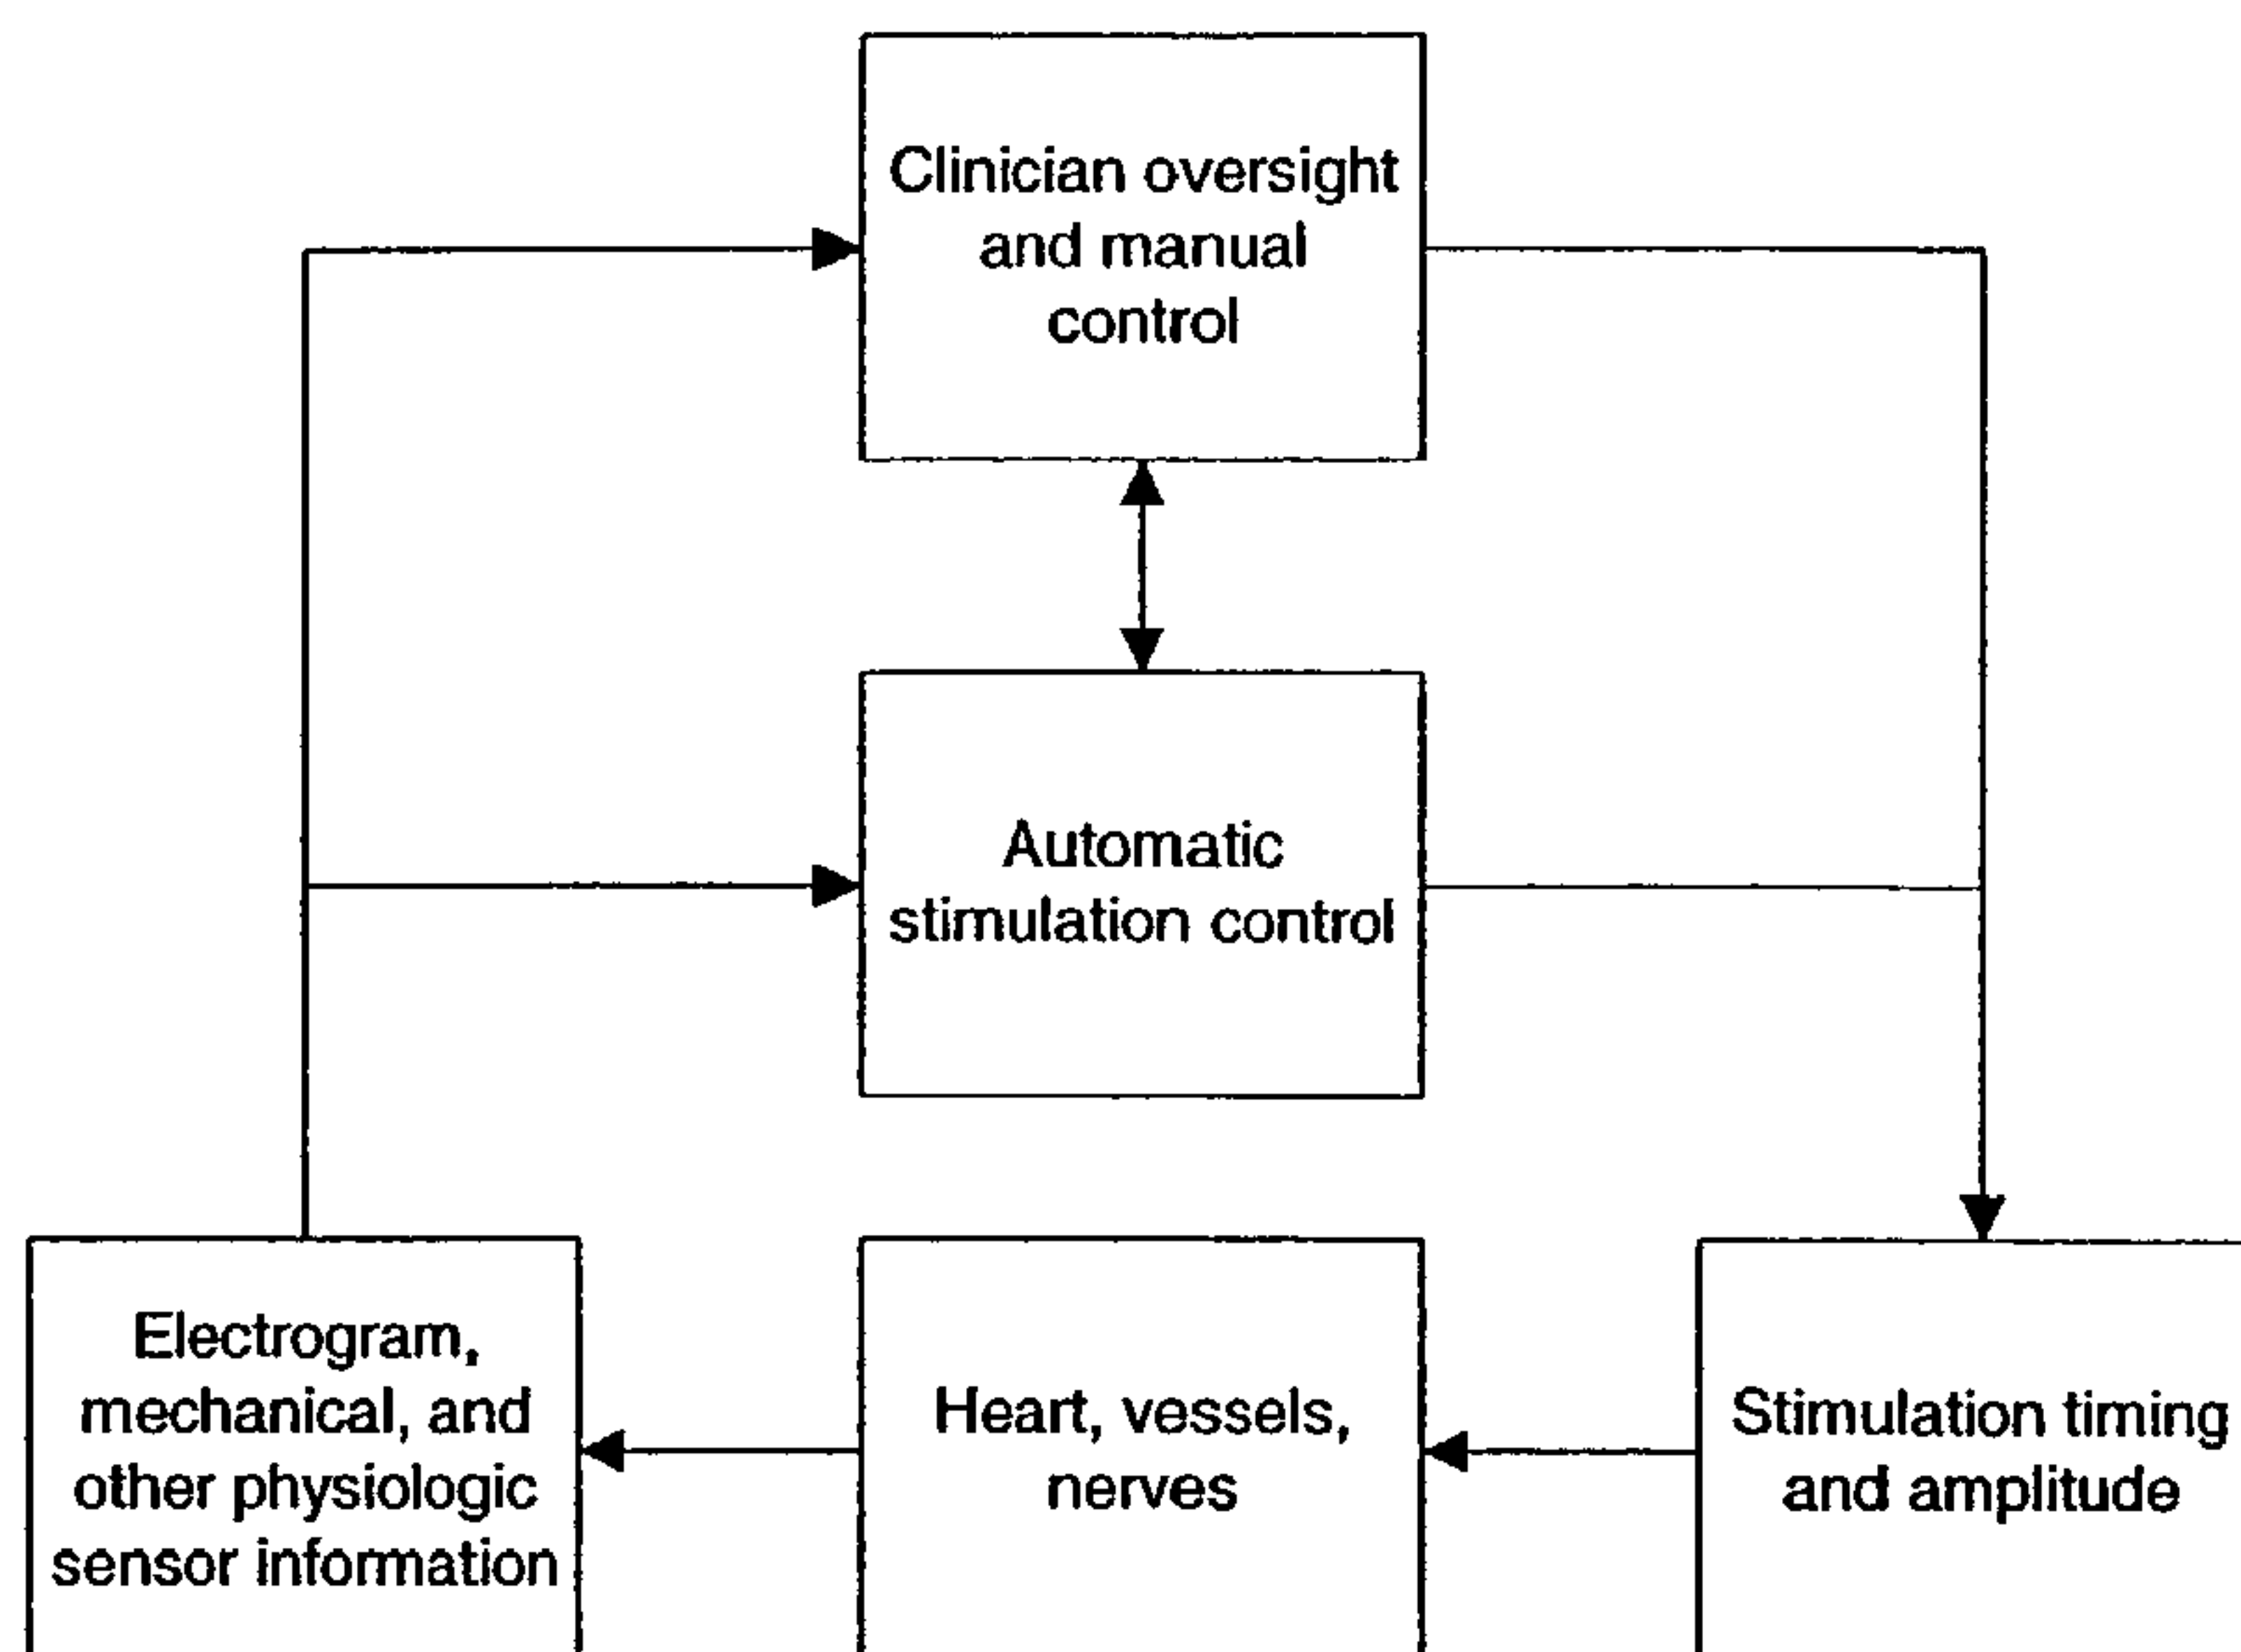 Clinician oversight
and manual
control
Automatic
stimulation control
Electrogram,
mechanical, and
other physiologic
sensor information
Heart, vessels,
nerves
Stimulation timing
and amplitude